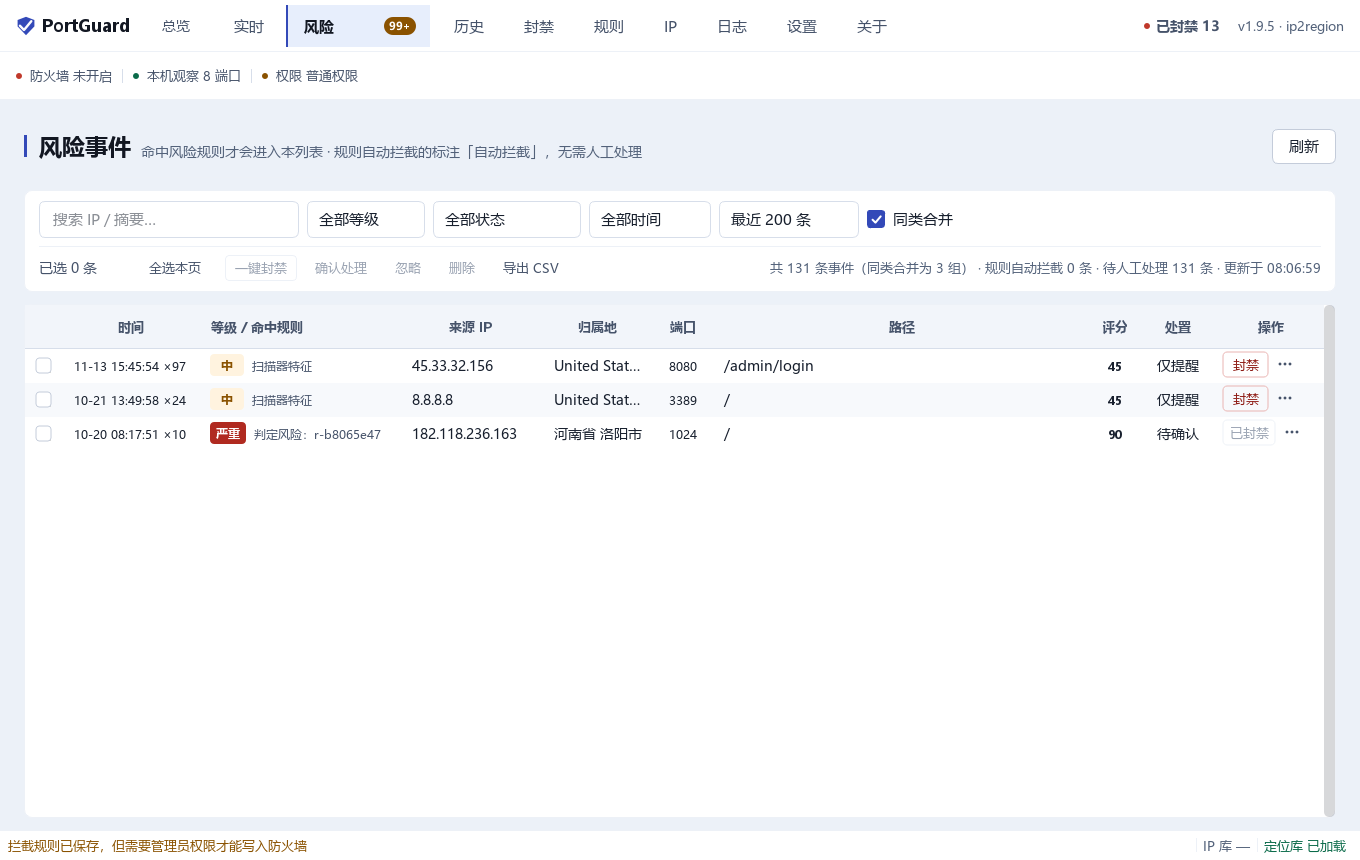 PortGuard 总览 实时 风险 99+ 历史 封禁 规则 IP 日志 设置 关于 已封禁 13 v1.9.5 · ip2region
防火墙 未开启 本机观察 8 端口 权限 普通权限
风险事件 命中风险规则才会进入本列表 · 规则自动拦截的标注「自动拦截」，无需人工处理 刷新
搜索 IP / 摘要... 全部等级 全部状态 全部时间 最近 200 条 同类合并
已选 0 条 全选本页 一键封禁 确认处理 忽略 删除 导出 CSV 共 131 条事件（同类合并为 3 组） · 规则自动拦截 0 条 · 待人工处理 131 条 · 更新于 08:06:59
时间 等级 / 命中规则 来源 IP 归属地 端口 路径 评分 处置 操作
11-13 15:45:54 ×97 中 扫描器特征 45.33.32.156 United Stat... 8080 /admin/login 45 仅提醒 封禁 ···
10-21 13:49:58 ×24 中 扫描器特征 8.8.8.8 United Stat... 3389 / 45 仅提醒 封禁 ···
10-20 08:17:51 ×10 严重 判定风险：r-b8065e47 182.118.236.163 河南省 洛阳市 1024 / 90 待确认 已封禁 ···
拦截规则已保存，但需要管理员权限才能写入防火墙 IP 库 — 定位库 已加载